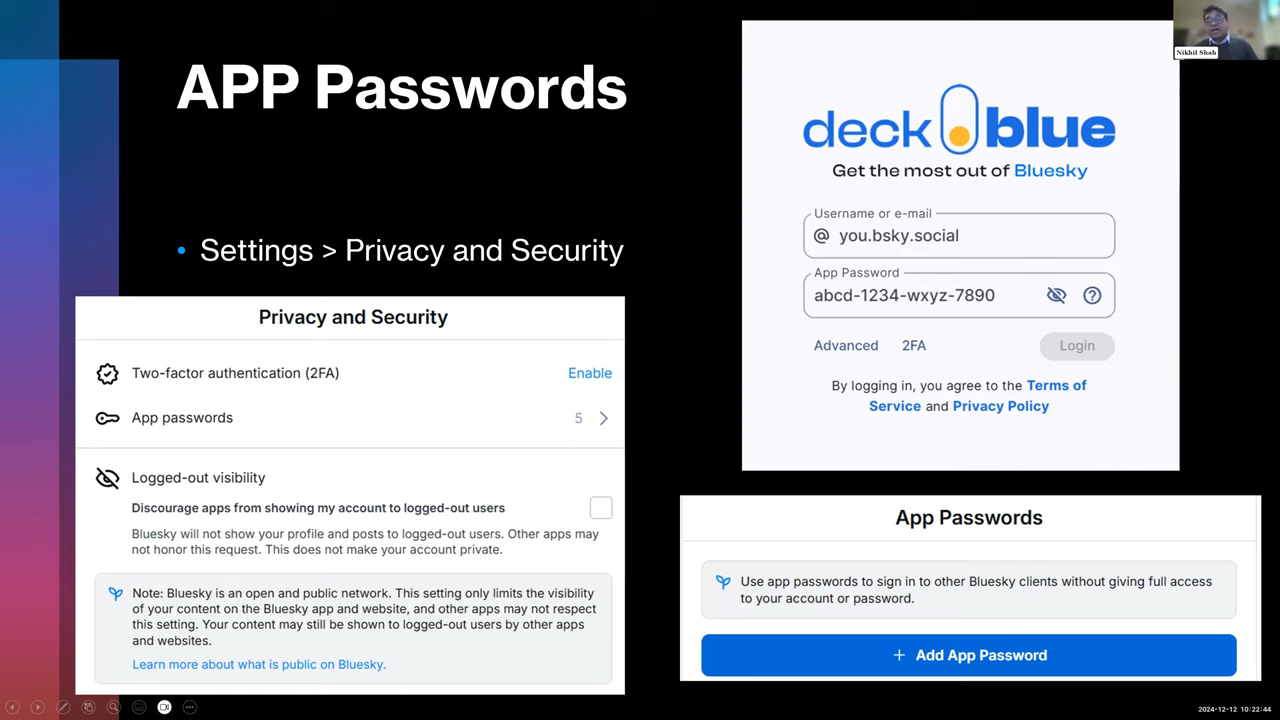 APP Passwords
Settings > Privacy and Security
Privacy and Security
Two-factor authentication (2FA)
Enable
App passwords
5
Logged-out visibility
Discourage apps from showing my account to logged-out users
Bluesky will not show your profile and posts to logged-out users. Other apps may
not honor this request. This does not make your account private.
Note: Bluesky is an open and public network. This setting only limits the visibility
of your content on the Bluesky app and website, and other apps may not respect
this setting. Your content may still be shown to logged-out users by other apps
and websites.
Learn more about what is public on Bluesky.
deck blue
Get the most out of Bluesky
Username or e-mail
@ you.bsky.social
App Password
abcd-1234-wxyz-7890
Advanced
2FA
Login
By logging in, you agree to the Terms of
Service and Privacy Policy
App Passwords
Use app passwords to sign in to other Bluesky clients without giving full access
to your account or password.
+ Add App Password
Nikhil Shah
2024-12-12 10:22:44